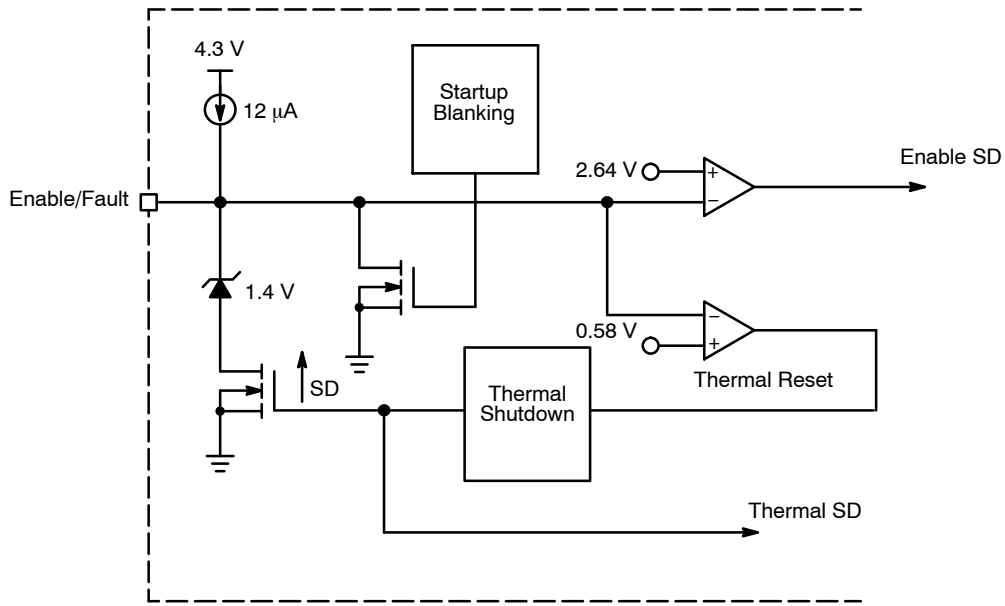 4.3 V
12 μA
Startup
Blanking
2.64 V
+
−
Enable SD
Enable/Fault
1.4 V
SD
0.58 V
−
+
Thermal Reset
Thermal
Shutdown
Thermal SD